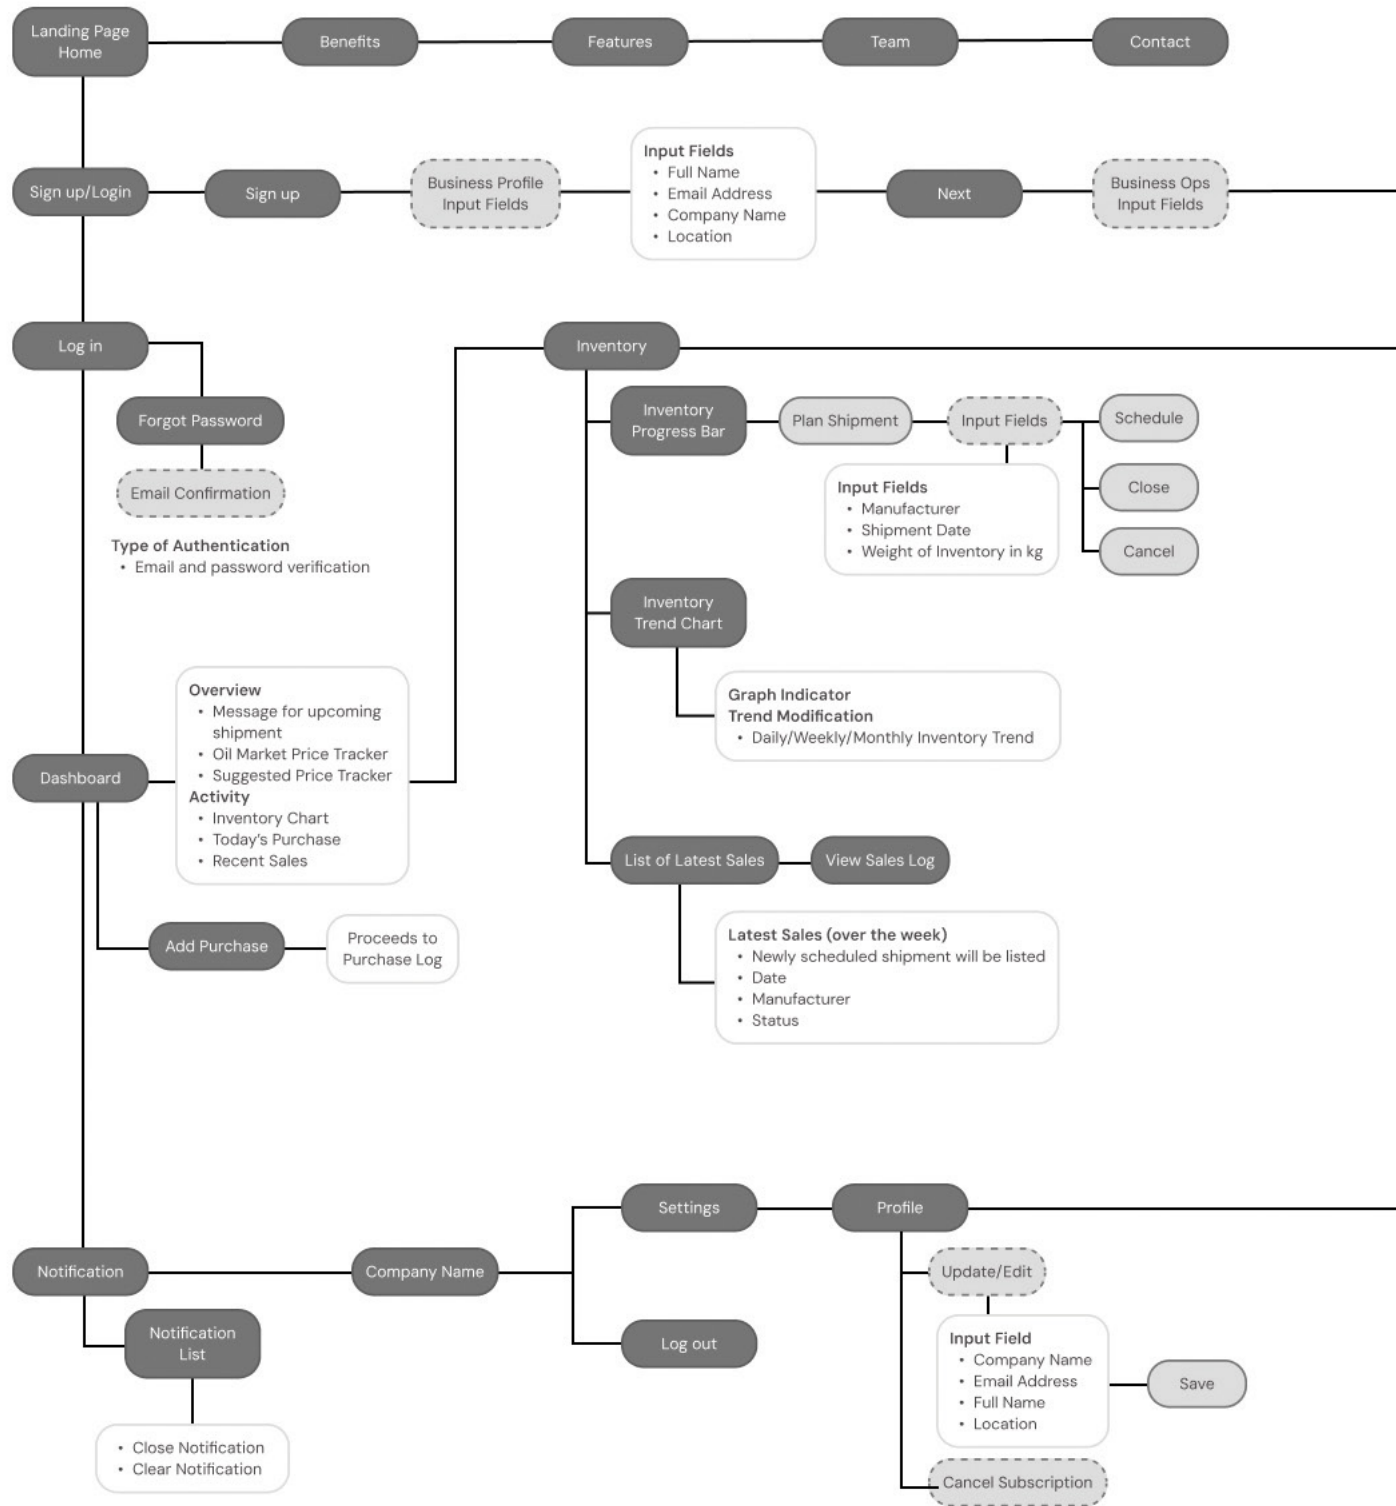 Landing Page
Home
Benefits
Features
Team
Contact
Sign up/Login
Sign up
Business Profile
Input Fields
Input Fields
• Full Name
• Email Address
• Company Name
• Location
Next
Business Ops
Input Fields
Log in
Forgot Password
Email Confirmation
Type of Authentication
• Email and password verification
Inventory
Inventory
Progress Bar
Plan Shipment
Input Fields
Schedule
Close
Cancel
Input Fields
• Manufacturer
• Shipment Date
• Weight of Inventory in kg
Inventory
Trend Chart
Graph Indicator
Trend Modification
• Daily/Weekly/Monthly Inventory Trend
Dashboard
Overview
• Message for upcoming
shipment
• Oil Market Price Tracker
• Suggested Price Tracker
Activity
• Inventory Chart
• Today's Purchase
• Recent Sales
List of Latest Sales
View Sales Log
Latest Sales (over the week)
• Newly scheduled shipment will be listed
• Date
• Manufacturer
• Status
Add Purchase
Proceeds to
Purchase Log
Notification
Company Name
Settings
Profile
Log out
Update/Edit
Input Field
• Company Name
• Email Address
• Full Name
• Location
Save
Cancel Subscription
Notification
List
• Close Notification
• Clear Notification